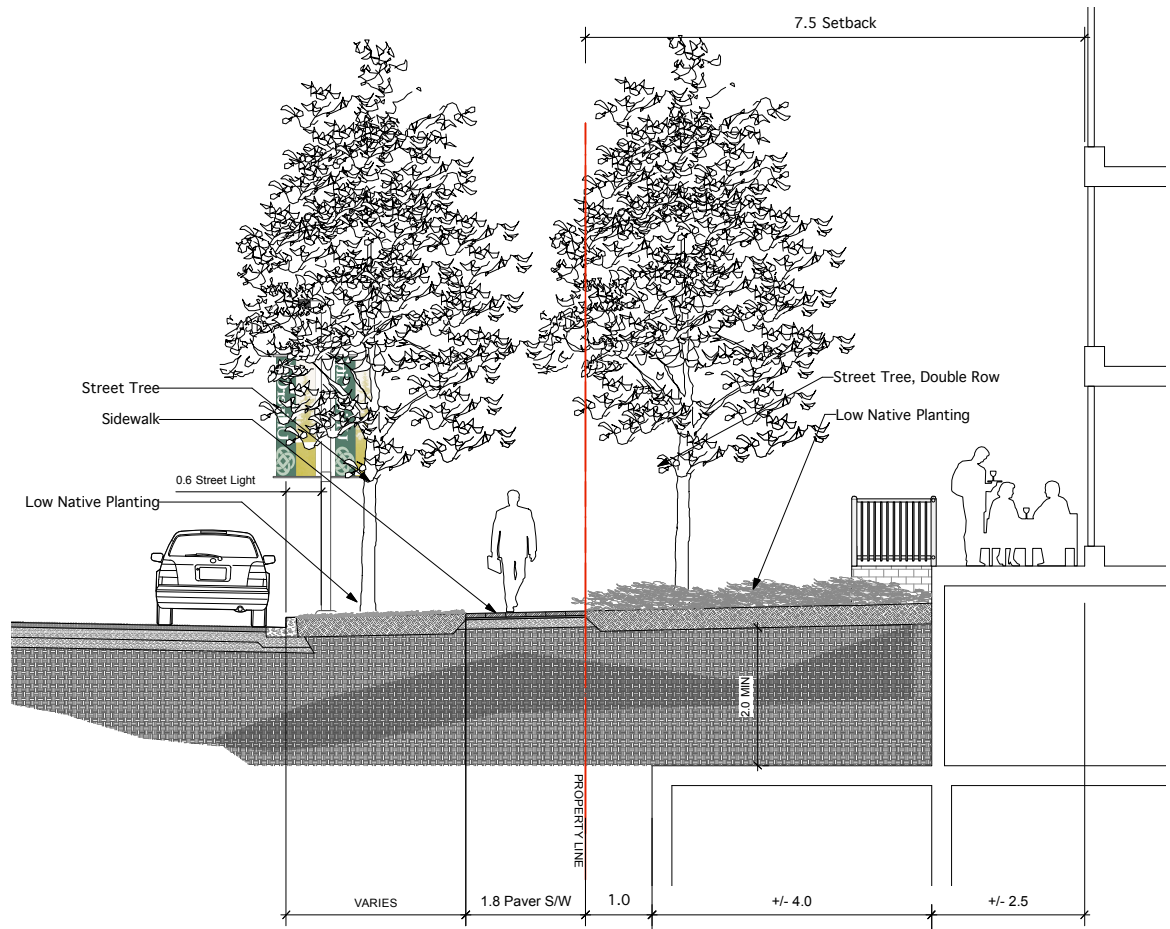 7.5 Setback
Street Tree
Sidewalk
0.6 Street Light
Low Native Planting
Street Tree, Double Row
Low Native Planting
2.0 MIN
PROPERTY LINE
VARIES
1.8 Paver S/W
1.0
+/- 4.0
+/- 2.5